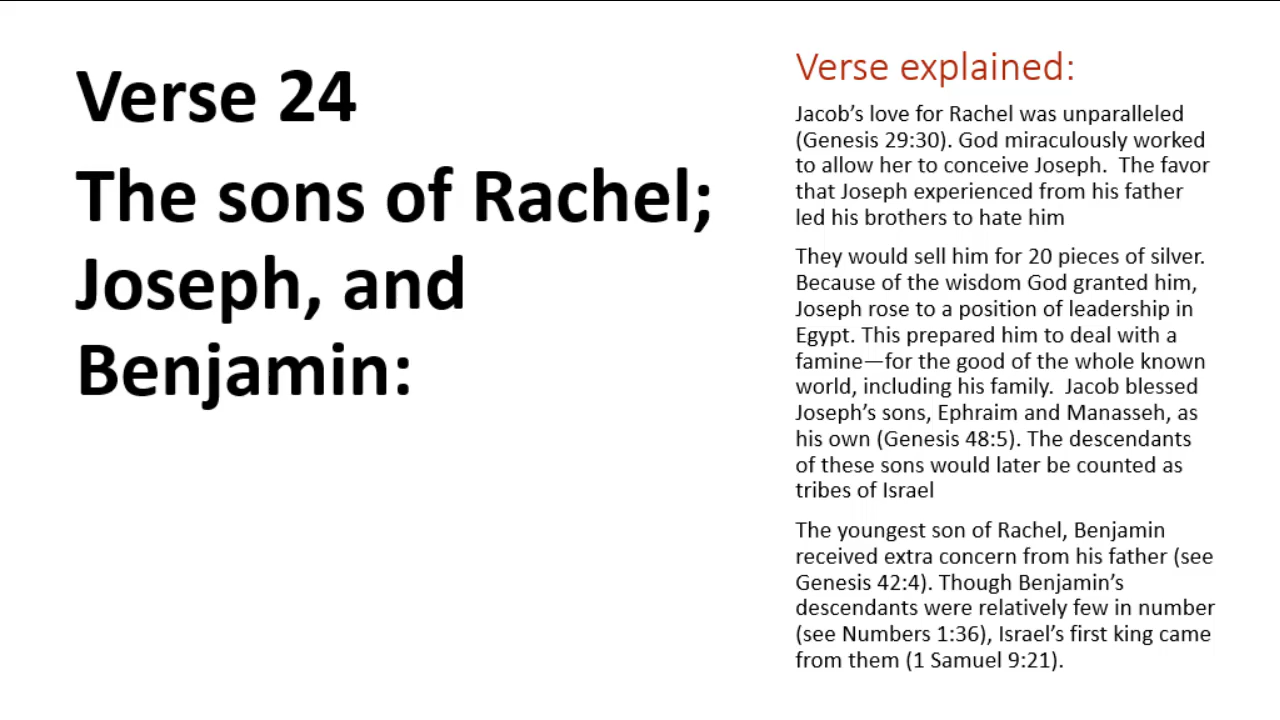 Verse 24
The sons of Rachel;
Joseph, and
Benjamin:
Verse explained:
Jacob’s love for Rachel was unparalleled
(Genesis 29:30). God miraculously worked
to allow her to conceive Joseph.  The favor
that Joseph experienced from his father
led his brothers to hate him
They would sell him for 20 pieces of silver.
Because of the wisdom God granted him,
Joseph rose to a position of leadership in
Egypt. This prepared him to deal with a
famine—for the good of the whole known
world, including his family.  Jacob blessed
Joseph’s sons, Ephraim and Manasseh, as
his own (Genesis 48:5). The descendants
of these sons would later be counted as
tribes of Israel
The youngest son of Rachel, Benjamin
received extra concern from his father (see
Genesis 42:4). Though Benjamin’s
descendants were relatively few in number
(see Numbers 1:36), Israel’s first king came
from them (1 Samuel 9:21).